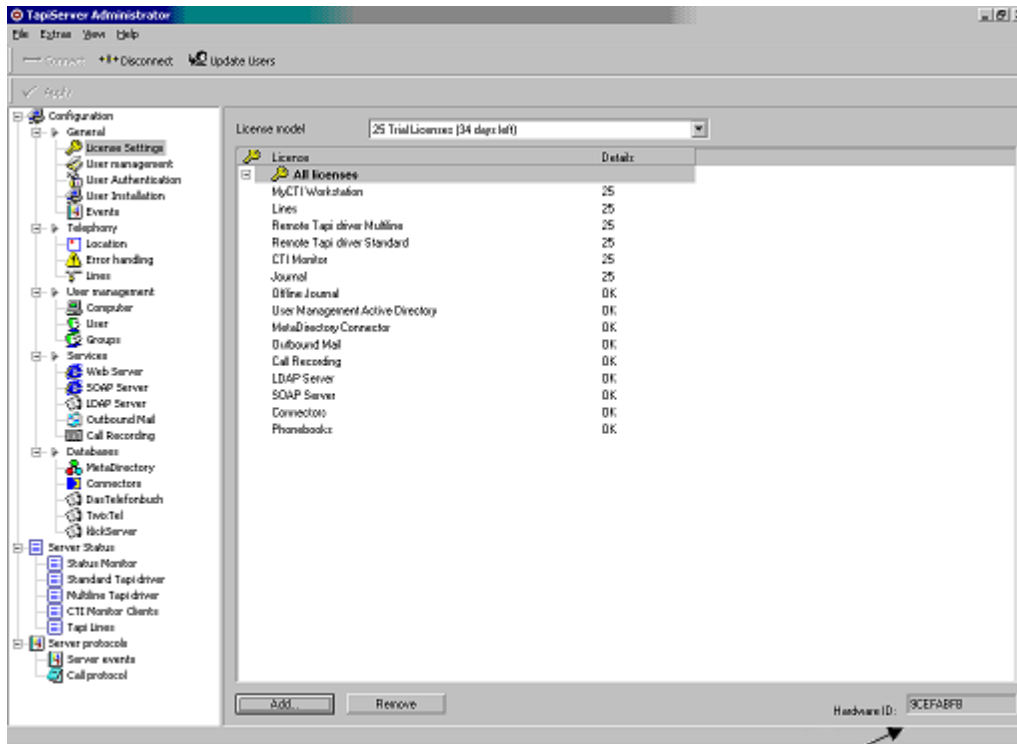 TapiServer Administrator
File Extras View Help
Connect Disconnect Update Users
Apply
Configuration
General
License Settings
User management
User Authentication
User Installation
Events
Telephony
Location
Error handling
Lines
User management
Computer
User
Groups
Services
Web Server
SOAP Server
LDAP Server
Outbound Mail
Call Recording
Databases
MetaDirectory
Connectors
DasTelefonbuch
TwixTel
KlickServer
Server Status
Status Monitor
Standard Tapi driver
Multiline Tapi driver
CTI Monitor Clients
Tapi Lines
Server protocols
Server events
Call protocol
License model 25 Trial Licenses (34 days left)
License Details
All licenses
MyCTI Workstation 25
Lines 25
Remote Tapi driver Multiline 25
Remote Tapi driver Standard 25
CTI Monitor 25
Journal 25
Offline Journal OK
User Management Active Directory OK
MetaDirectory Connector OK
Outbound Mail OK
Call Recording OK
LDAP Server OK
SOAP Server OK
Connectors OK
Phonebooks OK
Add... Remove
Hardware ID: 9CEFABF8